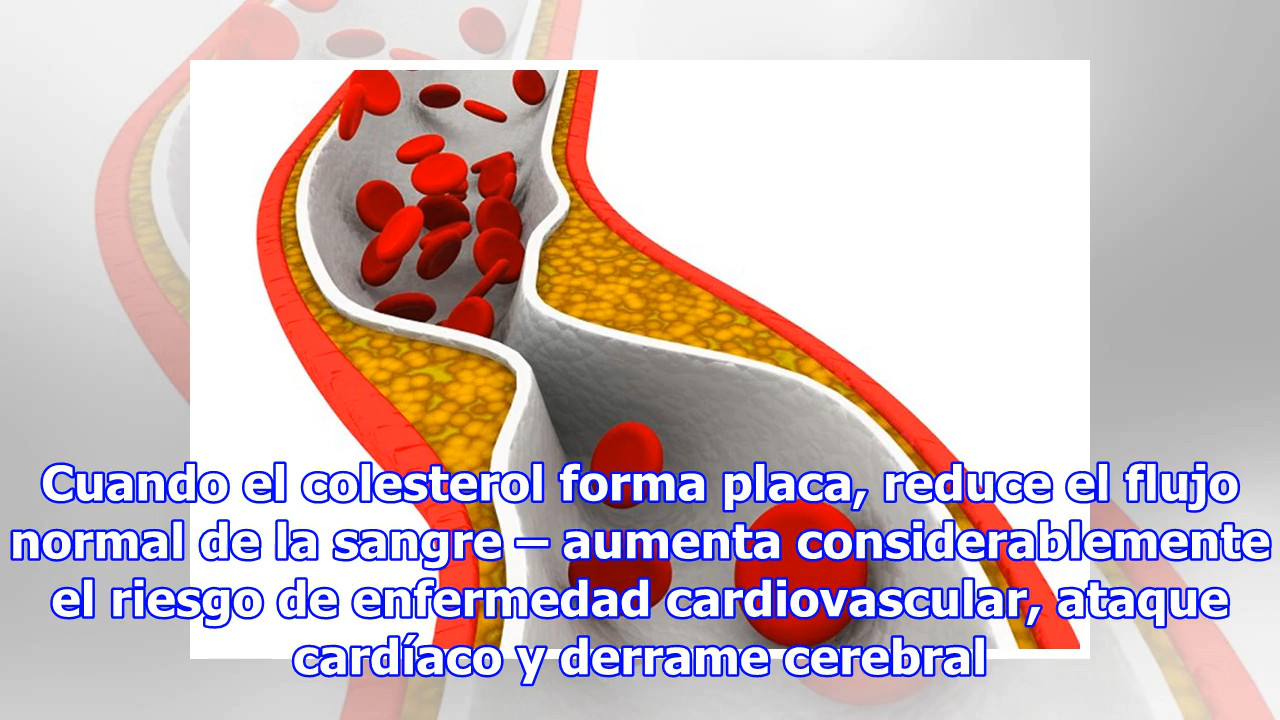 Cuando el colesterol forma placa, reduce el flujo
normal de la sangre – aumenta considerablemente
el riesgo de enfermedad cardiovascular, ataque
cardíaco y derrame cerebral